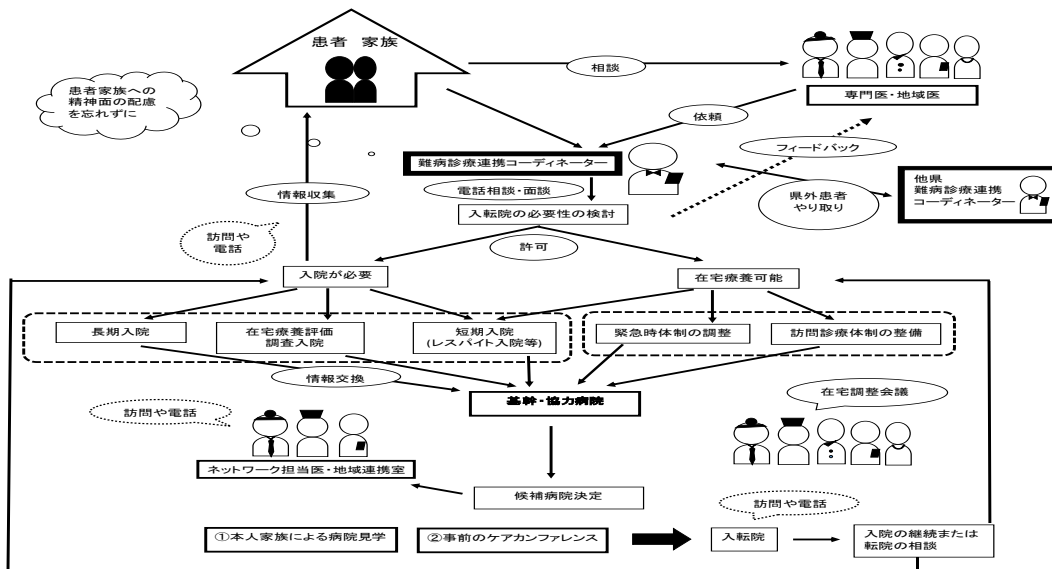 患者 家族
相談
専門医・地域医
患者家族への
精神面の配慮
を忘れずに
依頼
フィードバック
難病診療連携コーディネーター
電話相談・面談
情報収集
県外患者
やり取り
他県
難病診療連携
コーディネーター
入転院の必要性の検討
訪問や
電話
許可
入院が必要
在宅療養可能
長期入院
在宅療養評価
調査入院
短期入院
(レスパイト入院等)
緊急時体制の調整
訪問診療体制の整備
情報交換
基幹・協力病院
在宅調整会議
訪問や電話
ネットワーク担当医・地域連携室
候補病院決定
訪問や電話
①本人家族による病院見学
②事前のケアカンファレンス
入転院
入院の継続または
転院の相談